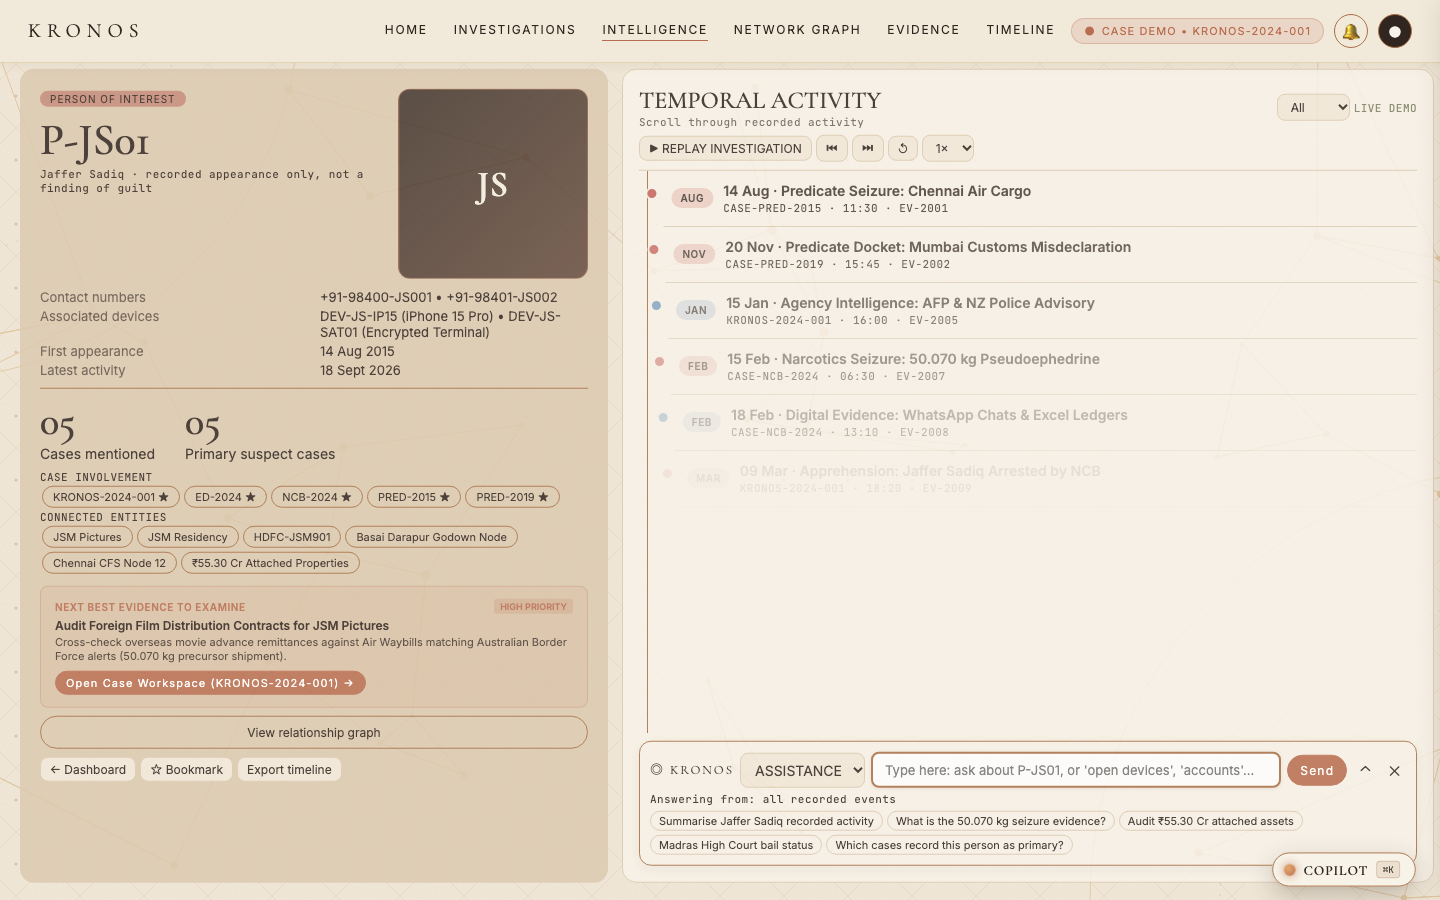 KRONOS
HOME INVESTIGATIONS INTELLIGENCE NETWORK GRAPH EVIDENCE TIMELINE
CASE DEMO • KRONOS-2024-001
PERSON OF INTEREST
P-JS01
Jaffer Sadiq · recorded appearance only, not a
finding of guilt
JS
Contact numbers +91-98400-JS001 • +91-98401-JS002
Associated devices DEV-JS-IP15 (iPhone 15 Pro) • DEV-JS-
SAT01 (Encrypted Terminal)
First appearance 14 Aug 2015
Latest activity 18 Sept 2026
05 05
Cases mentioned Primary suspect cases
CASE INVOLVEMENT
KRONOS-2024-001 ★ ED-2024 ★ NCB-2024 ★ PRED-2015 ★ PRED-2019 ★
CONNECTED ENTITIES
JSM Pictures JSM Residency HDFC-JSM901 Basai Darapur Godown Node
Chennai CFS Node 12 ₹55.30 Cr Attached Properties
NEXT BEST EVIDENCE TO EXAMINE HIGH PRIORITY
Audit Foreign Film Distribution Contracts for JSM Pictures
Cross-check overseas movie advance remittances against Air Waybills matching Australian Border
Force alerts (50.070 kg precursor shipment).
Open Case Workspace (KRONOS-2024-001) →
View relationship graph
← Dashboard ☆ Bookmark Export timeline
TEMPORAL ACTIVITY
Scroll through recorded activity
All LIVE DEMO
▶ REPLAY INVESTIGATION ⏮ ⏭ ↺ 1×
AUG 14 Aug · Predicate Seizure: Chennai Air Cargo
CASE-PRED-2015 · 11:30 · EV-2001
NOV 20 Nov · Predicate Docket: Mumbai Customs Misdeclaration
CASE-PRED-2019 · 15:45 · EV-2002
JAN 15 Jan · Agency Intelligence: AFP & NZ Police Advisory
KRONOS-2024-001 · 16:00 · EV-2005
FEB 15 Feb · Narcotics Seizure: 50.070 kg Pseudoephedrine
CASE-NCB-2024 · 06:30 · EV-2007
FEB 18 Feb · Digital Evidence: WhatsApp Chats & Excel Ledgers
CASE-NCB-2024 · 13:10 · EV-2008
MAR 09 Mar · Apprehension: Jaffer Sadiq Arrested by NCB
KRONOS-2024-001 · 18:20 · EV-2009
KRONOS ASSISTANCE Type here: ask about P-JS01, or 'open devices', 'accounts'... Send
Answering from: all recorded events
Summarise Jaffer Sadiq recorded activity What is the 50.070 kg seizure evidence? Audit ₹55.30 Cr attached assets
Madras High Court bail status Which cases record this person as primary?
COPILOT ⌘K